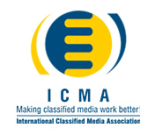 ICMA
Making classified media work better
International Classified Media Association